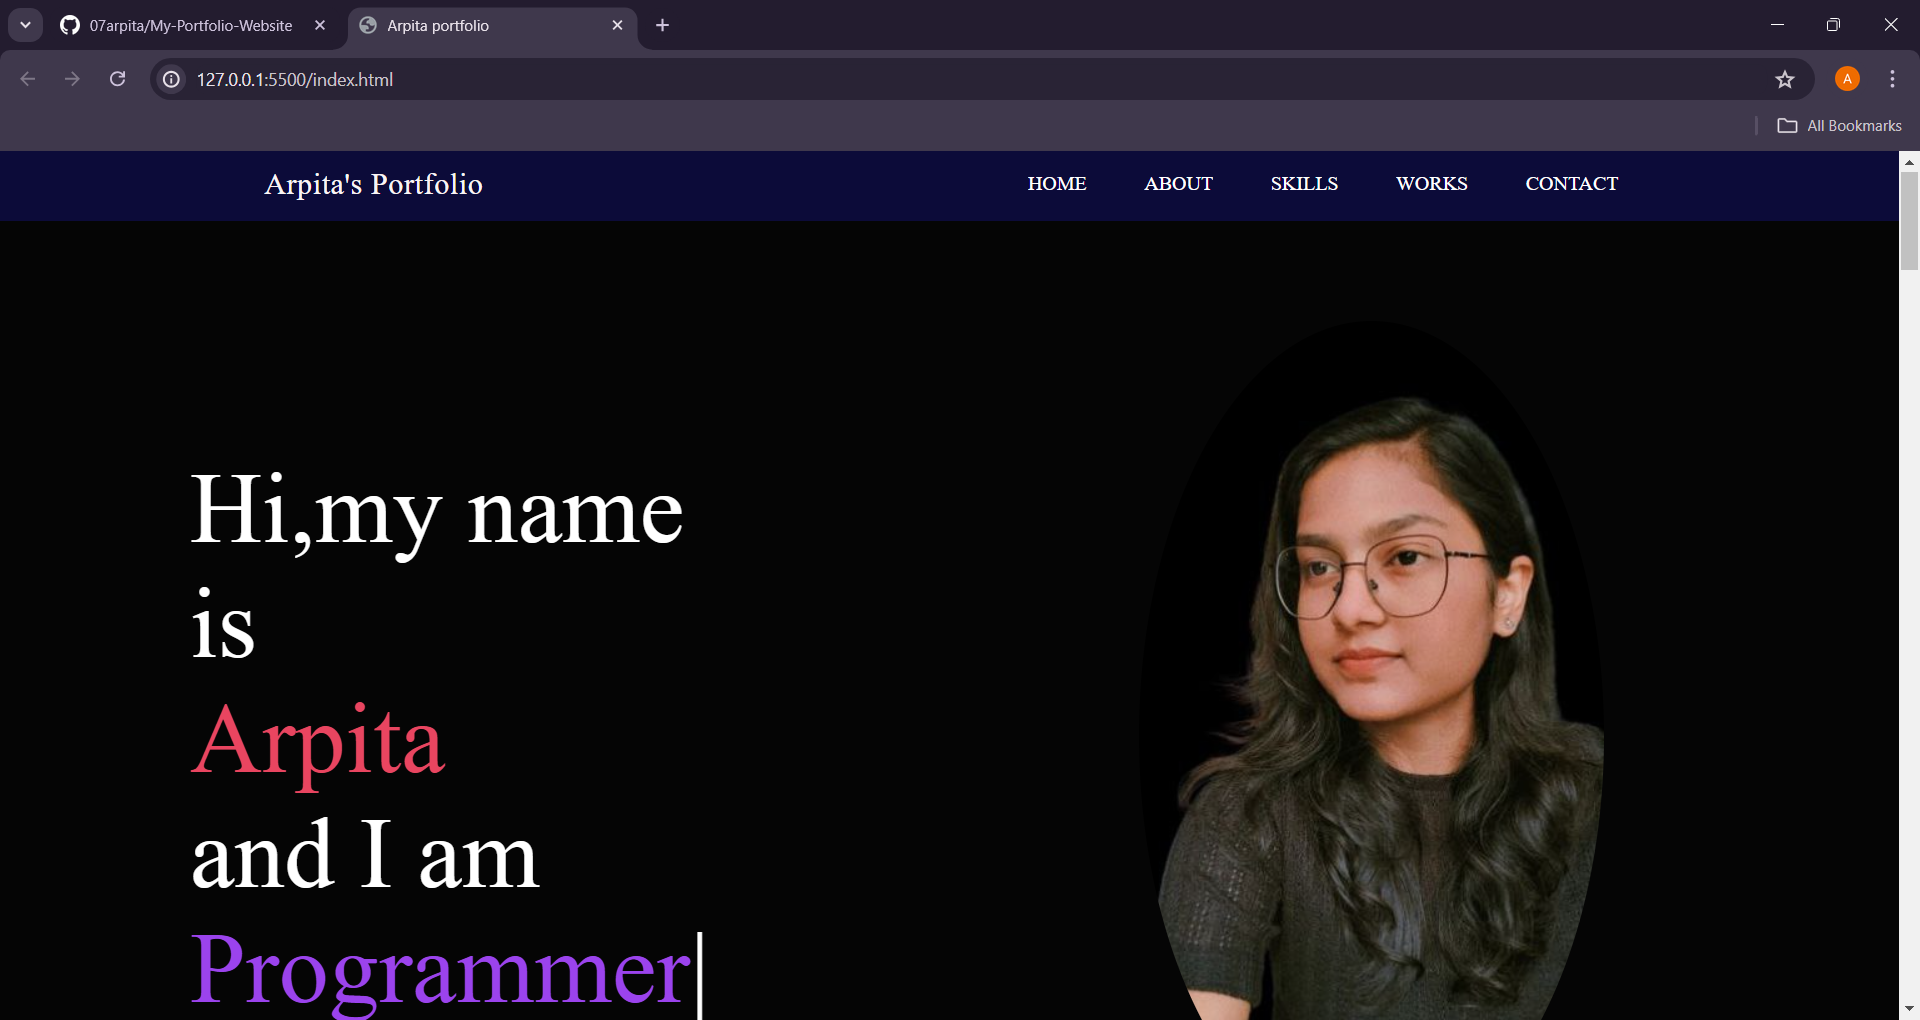 07arpita/My-Portfolio-Website
Arpita portfolio
127.0.0.1:5500/index.html
A
All Bookmarks
Arpita's Portfolio
HOME ABOUT SKILLS WORKS CONTACT
Hi,my name
is
Arpita
and I am
Programmer